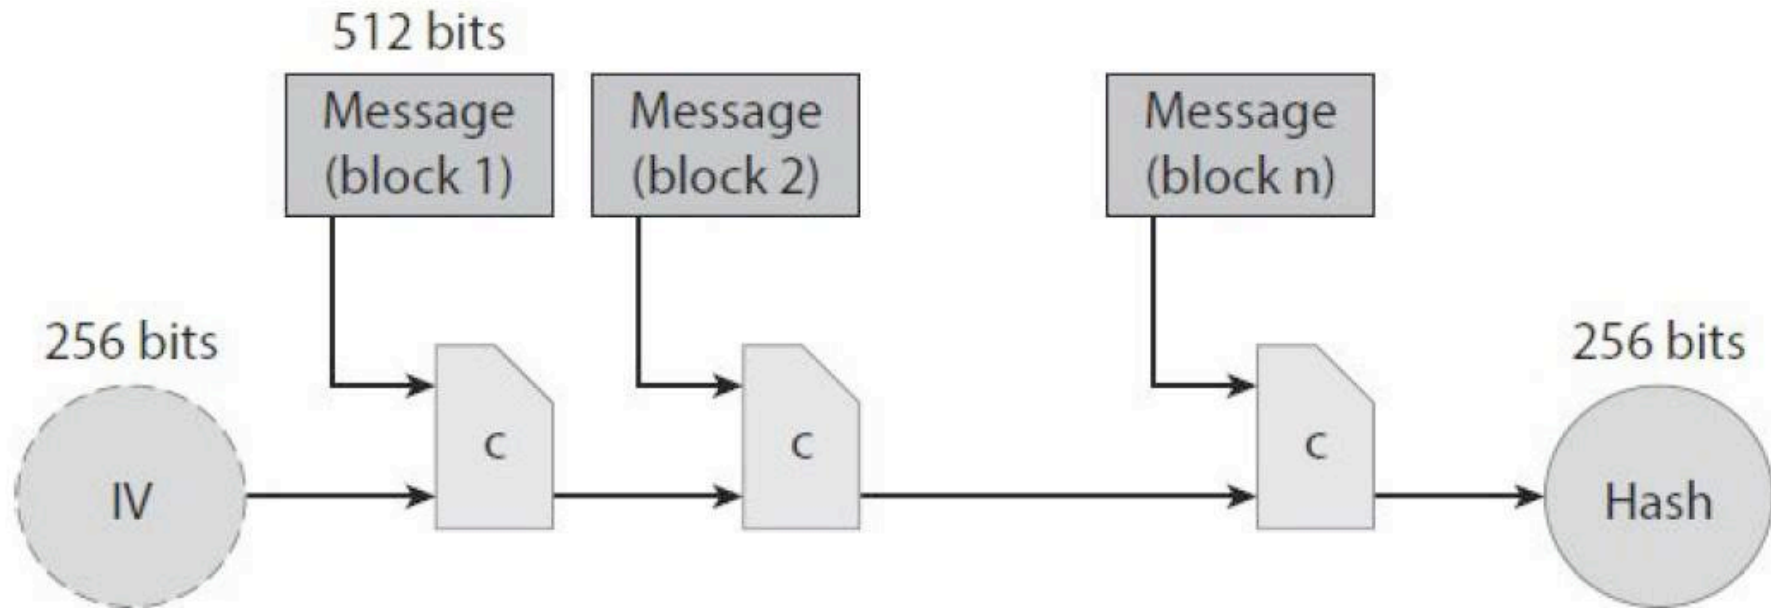 512 bits
Message
(block 1)
Message
(block 2)
Message
(block n)
256 bits
IV
c
c
c
256 bits
Hash